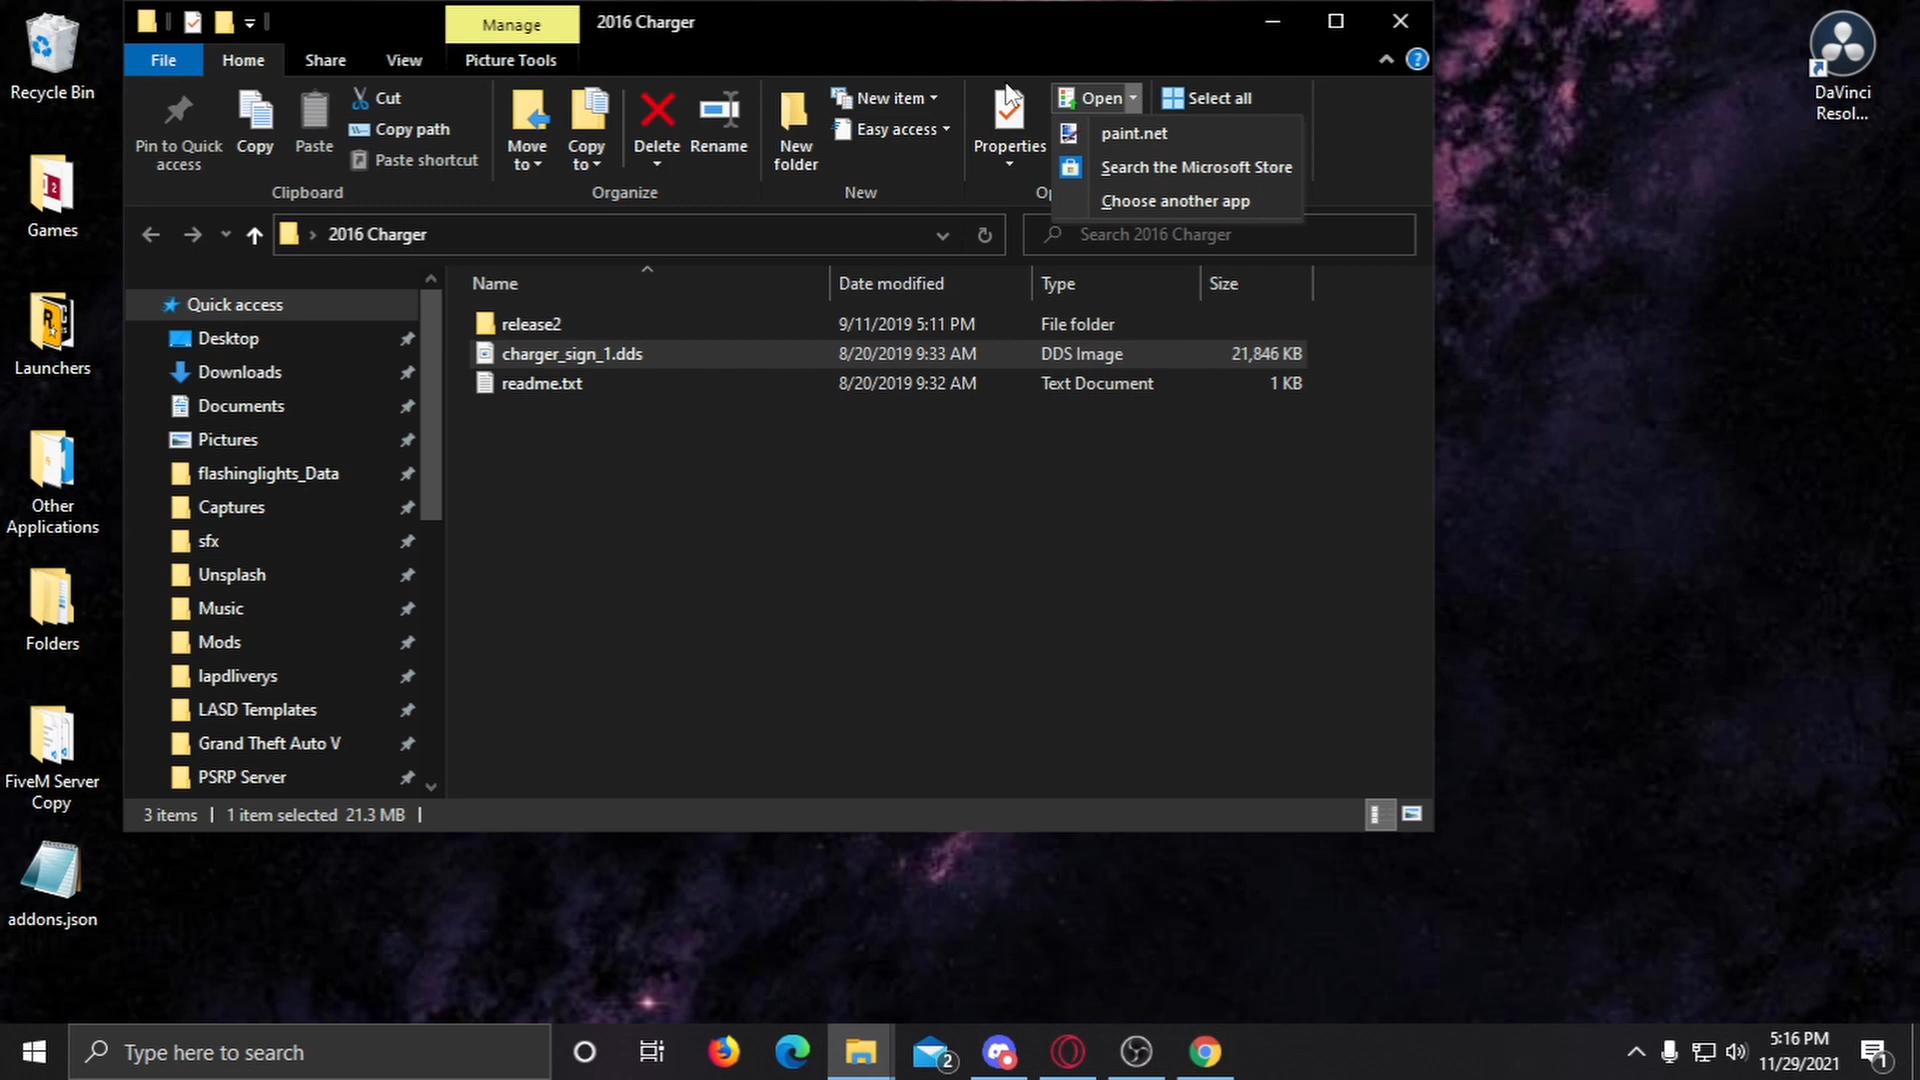 Manage
2016 Charger
File
Home
Share
View
Picture Tools
Pin to Quick
access
Copy
Paste
Cut
Copy path
Paste shortcut
Clipboard
Move
to
Copy
to
Delete
Rename
Organize
New
folder
New item
Easy access
New
Properties
Open
Select all
paint.net
Search the Microsoft Store
Choose another app
2016 Charger
Search 2016 Charger
Name
Date modified
Type
Size
release2
9/11/2019 5:11 PM
File folder
charger_sign_1.dds
8/20/2019 9:33 AM
DDS Image
21,846 KB
readme.txt
8/20/2019 9:32 AM
Text Document
1 KB
Quick access
Desktop
Downloads
Documents
Pictures
flashinglights_Data
Captures
sfx
Unsplash
Music
Mods
lapdliverys
LASD Templates
Grand Theft Auto V
PSRP Server
3 items
1 item selected 21.3 MB
Recycle Bin
Games
Launchers
Other
Applications
Folders
FiveM Server
Copy
addons.json
DaVinci
Resol...
Type here to search
2
5:16 PM
11/29/2021
1